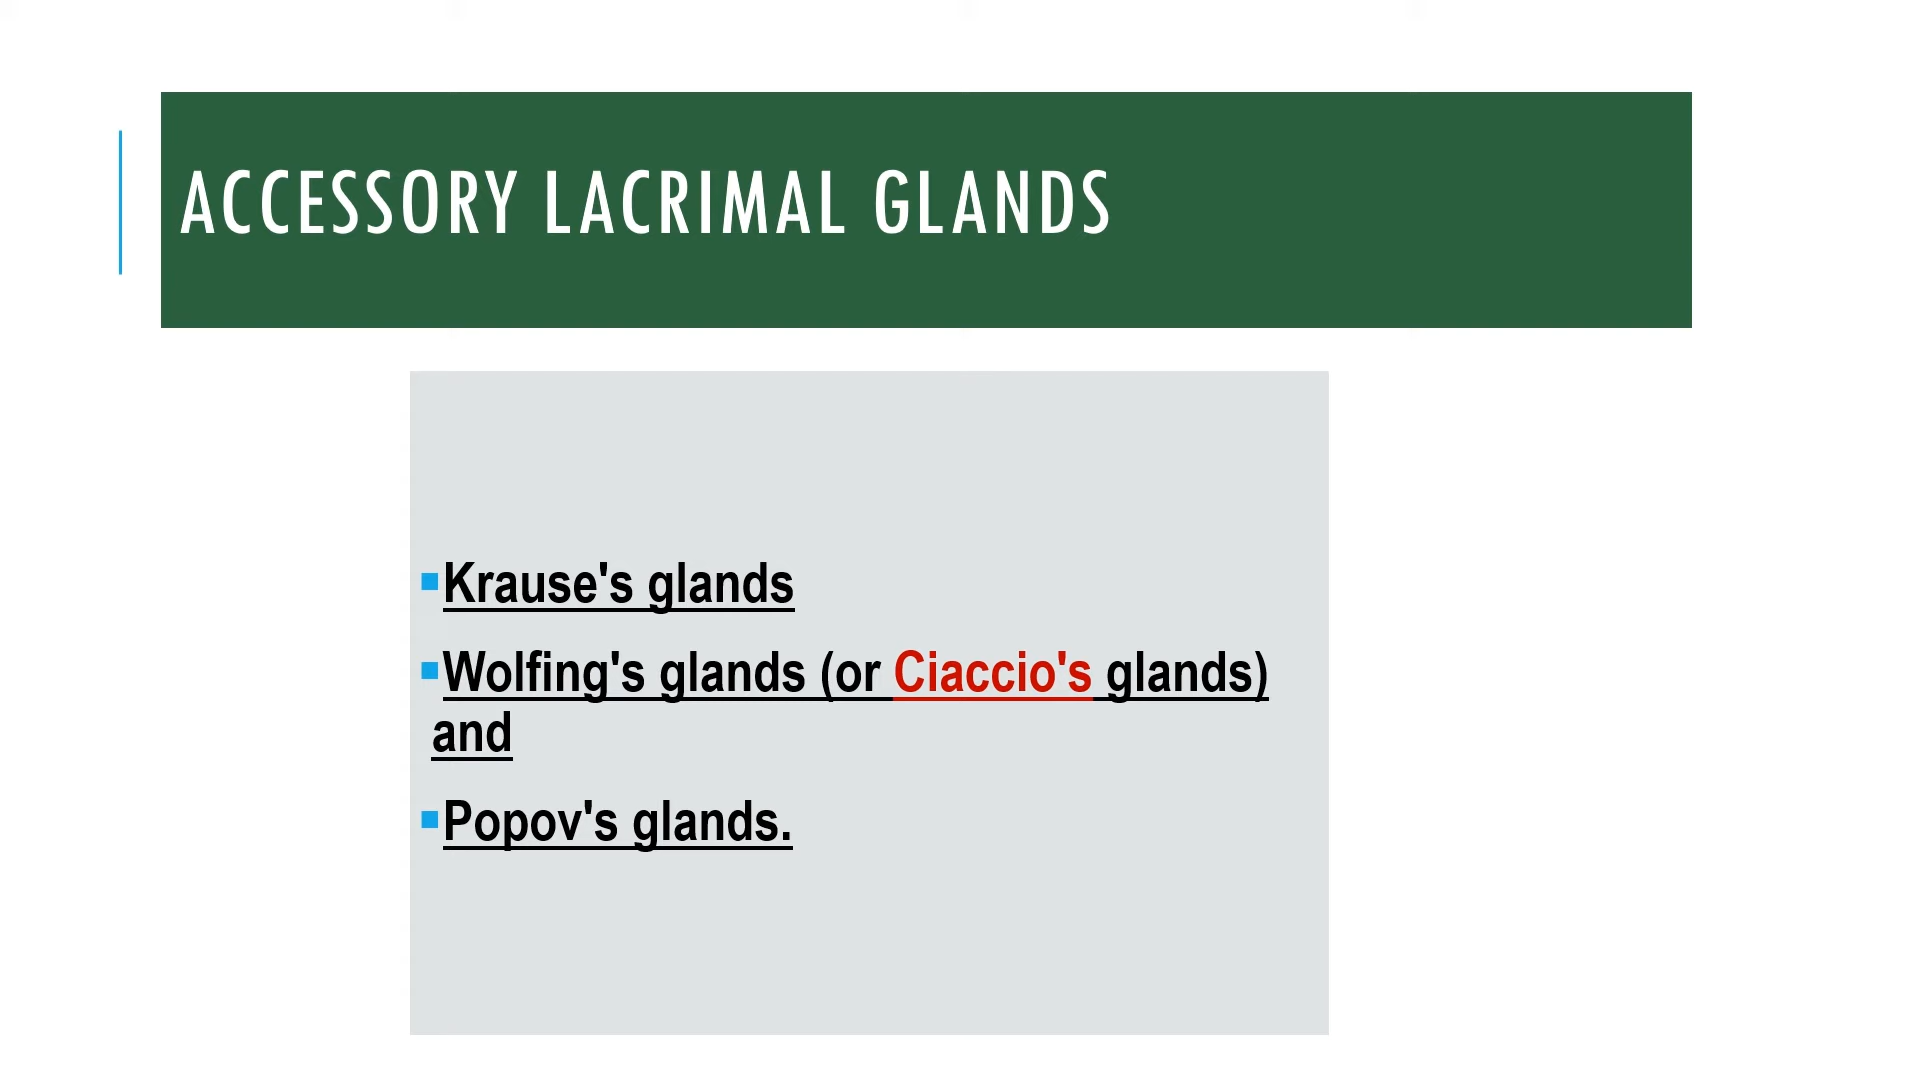 ACCESSORY LACRIMAL GLANDS
▪Krause's glands
▪Wolfing's glands (or Ciaccio's glands)
and
▪Popov's glands.